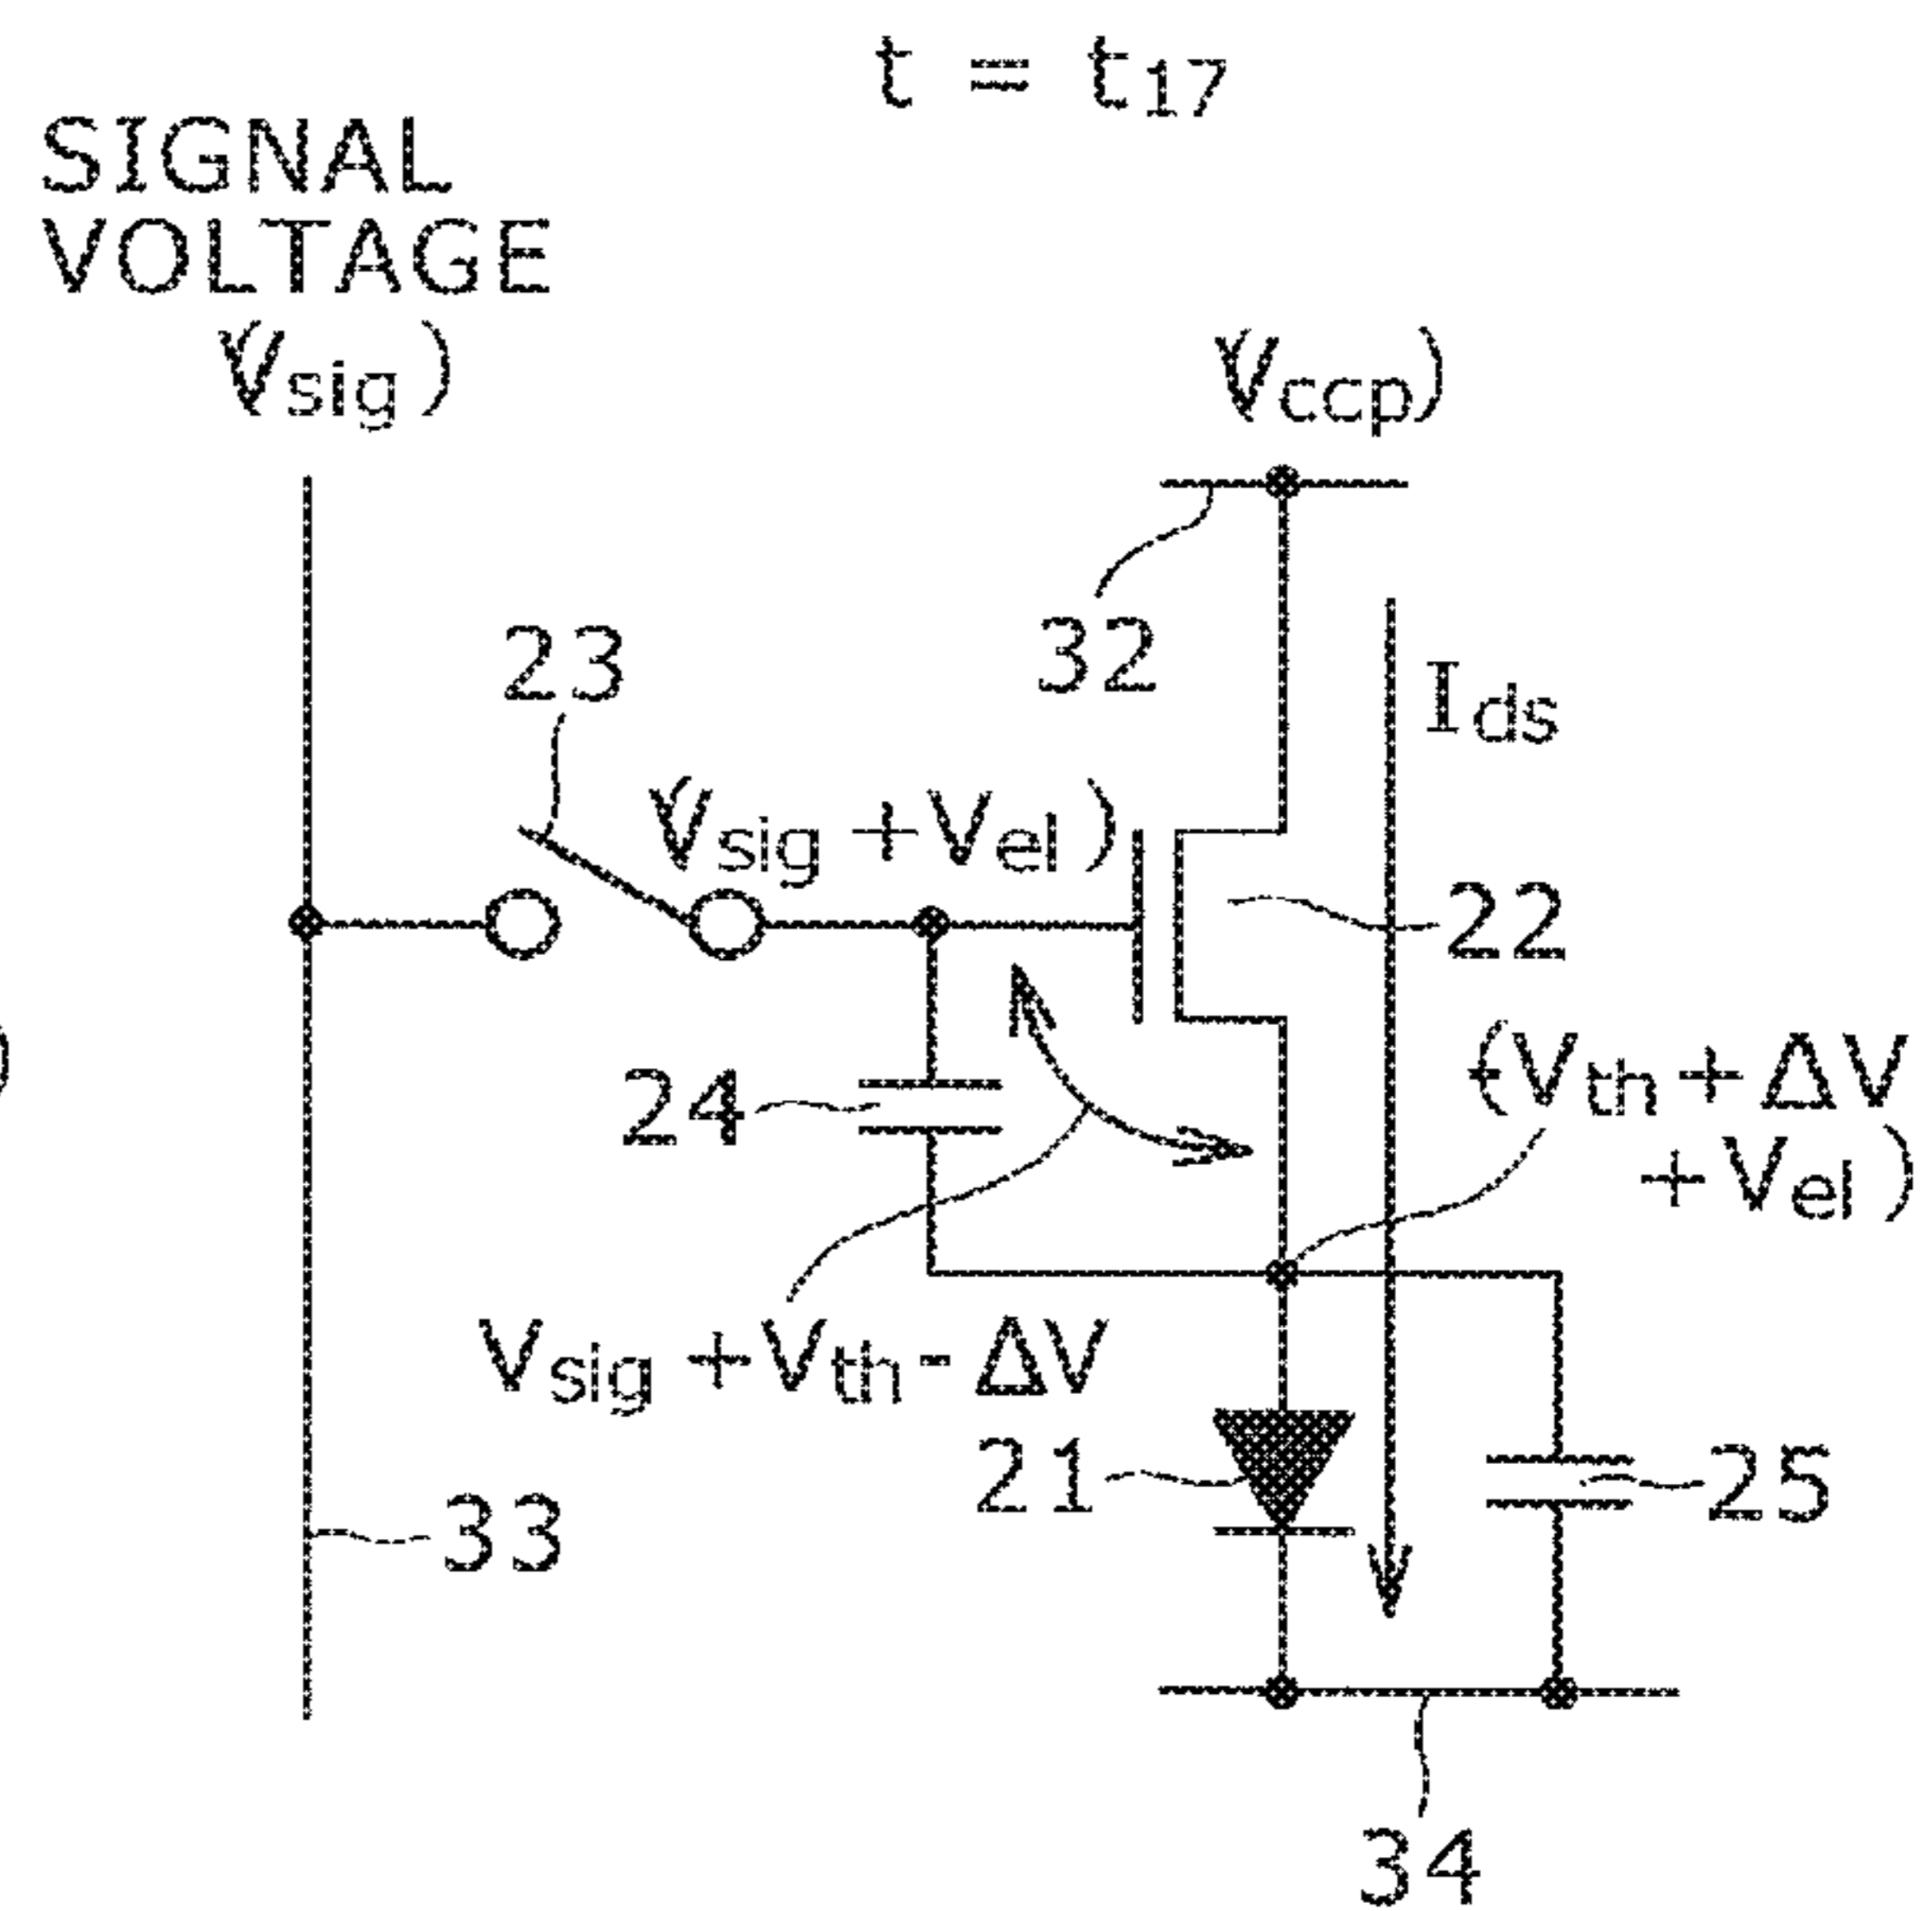 t = t17
SIGNAL
VOLTAGE
(Vsig)
(Vccp)
32
23
Ids
(Vsig+Vel)
22
(-Vth+ΔV
+Vel)
24
Vsig+Vth-ΔV
21
25
33
34
)